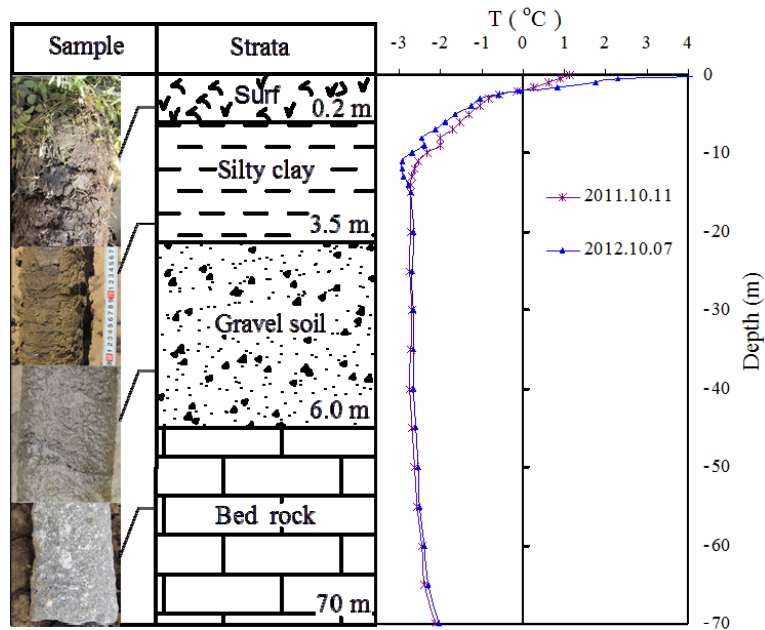 T ( °C)
Sample
Strata
-3 -2 -1 0 1 2 3 4
Surf
0.2 m
Silty clay
3.5 m
Gravel soil
6.0 m
Bed rock
70 m
0
-10
-20
-30
-40
-50
-60
-70
2011.10.11
2012.10.07
Depth (m)